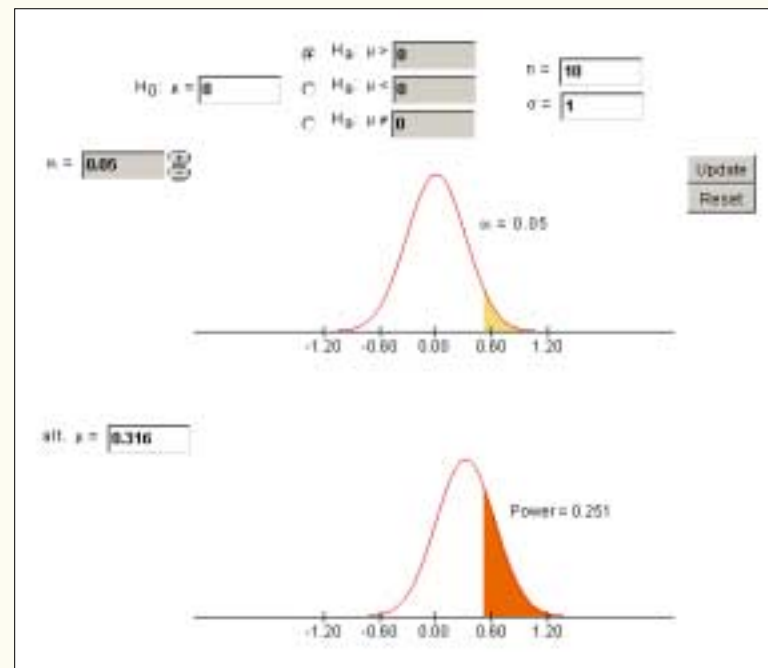 Hₐ: μ > 0
H₀: μ = 0
Hₐ: μ < 0
Hₐ: μ ≠ 0
n = 10
σ = 1
α = 0.05
Update
Reset
α = 0.05
-1.20 -0.60 0.00 0.60 1.20
alt. μ = 0.316
Power = 0.251
-1.20 -0.60 0.00 0.60 1.20